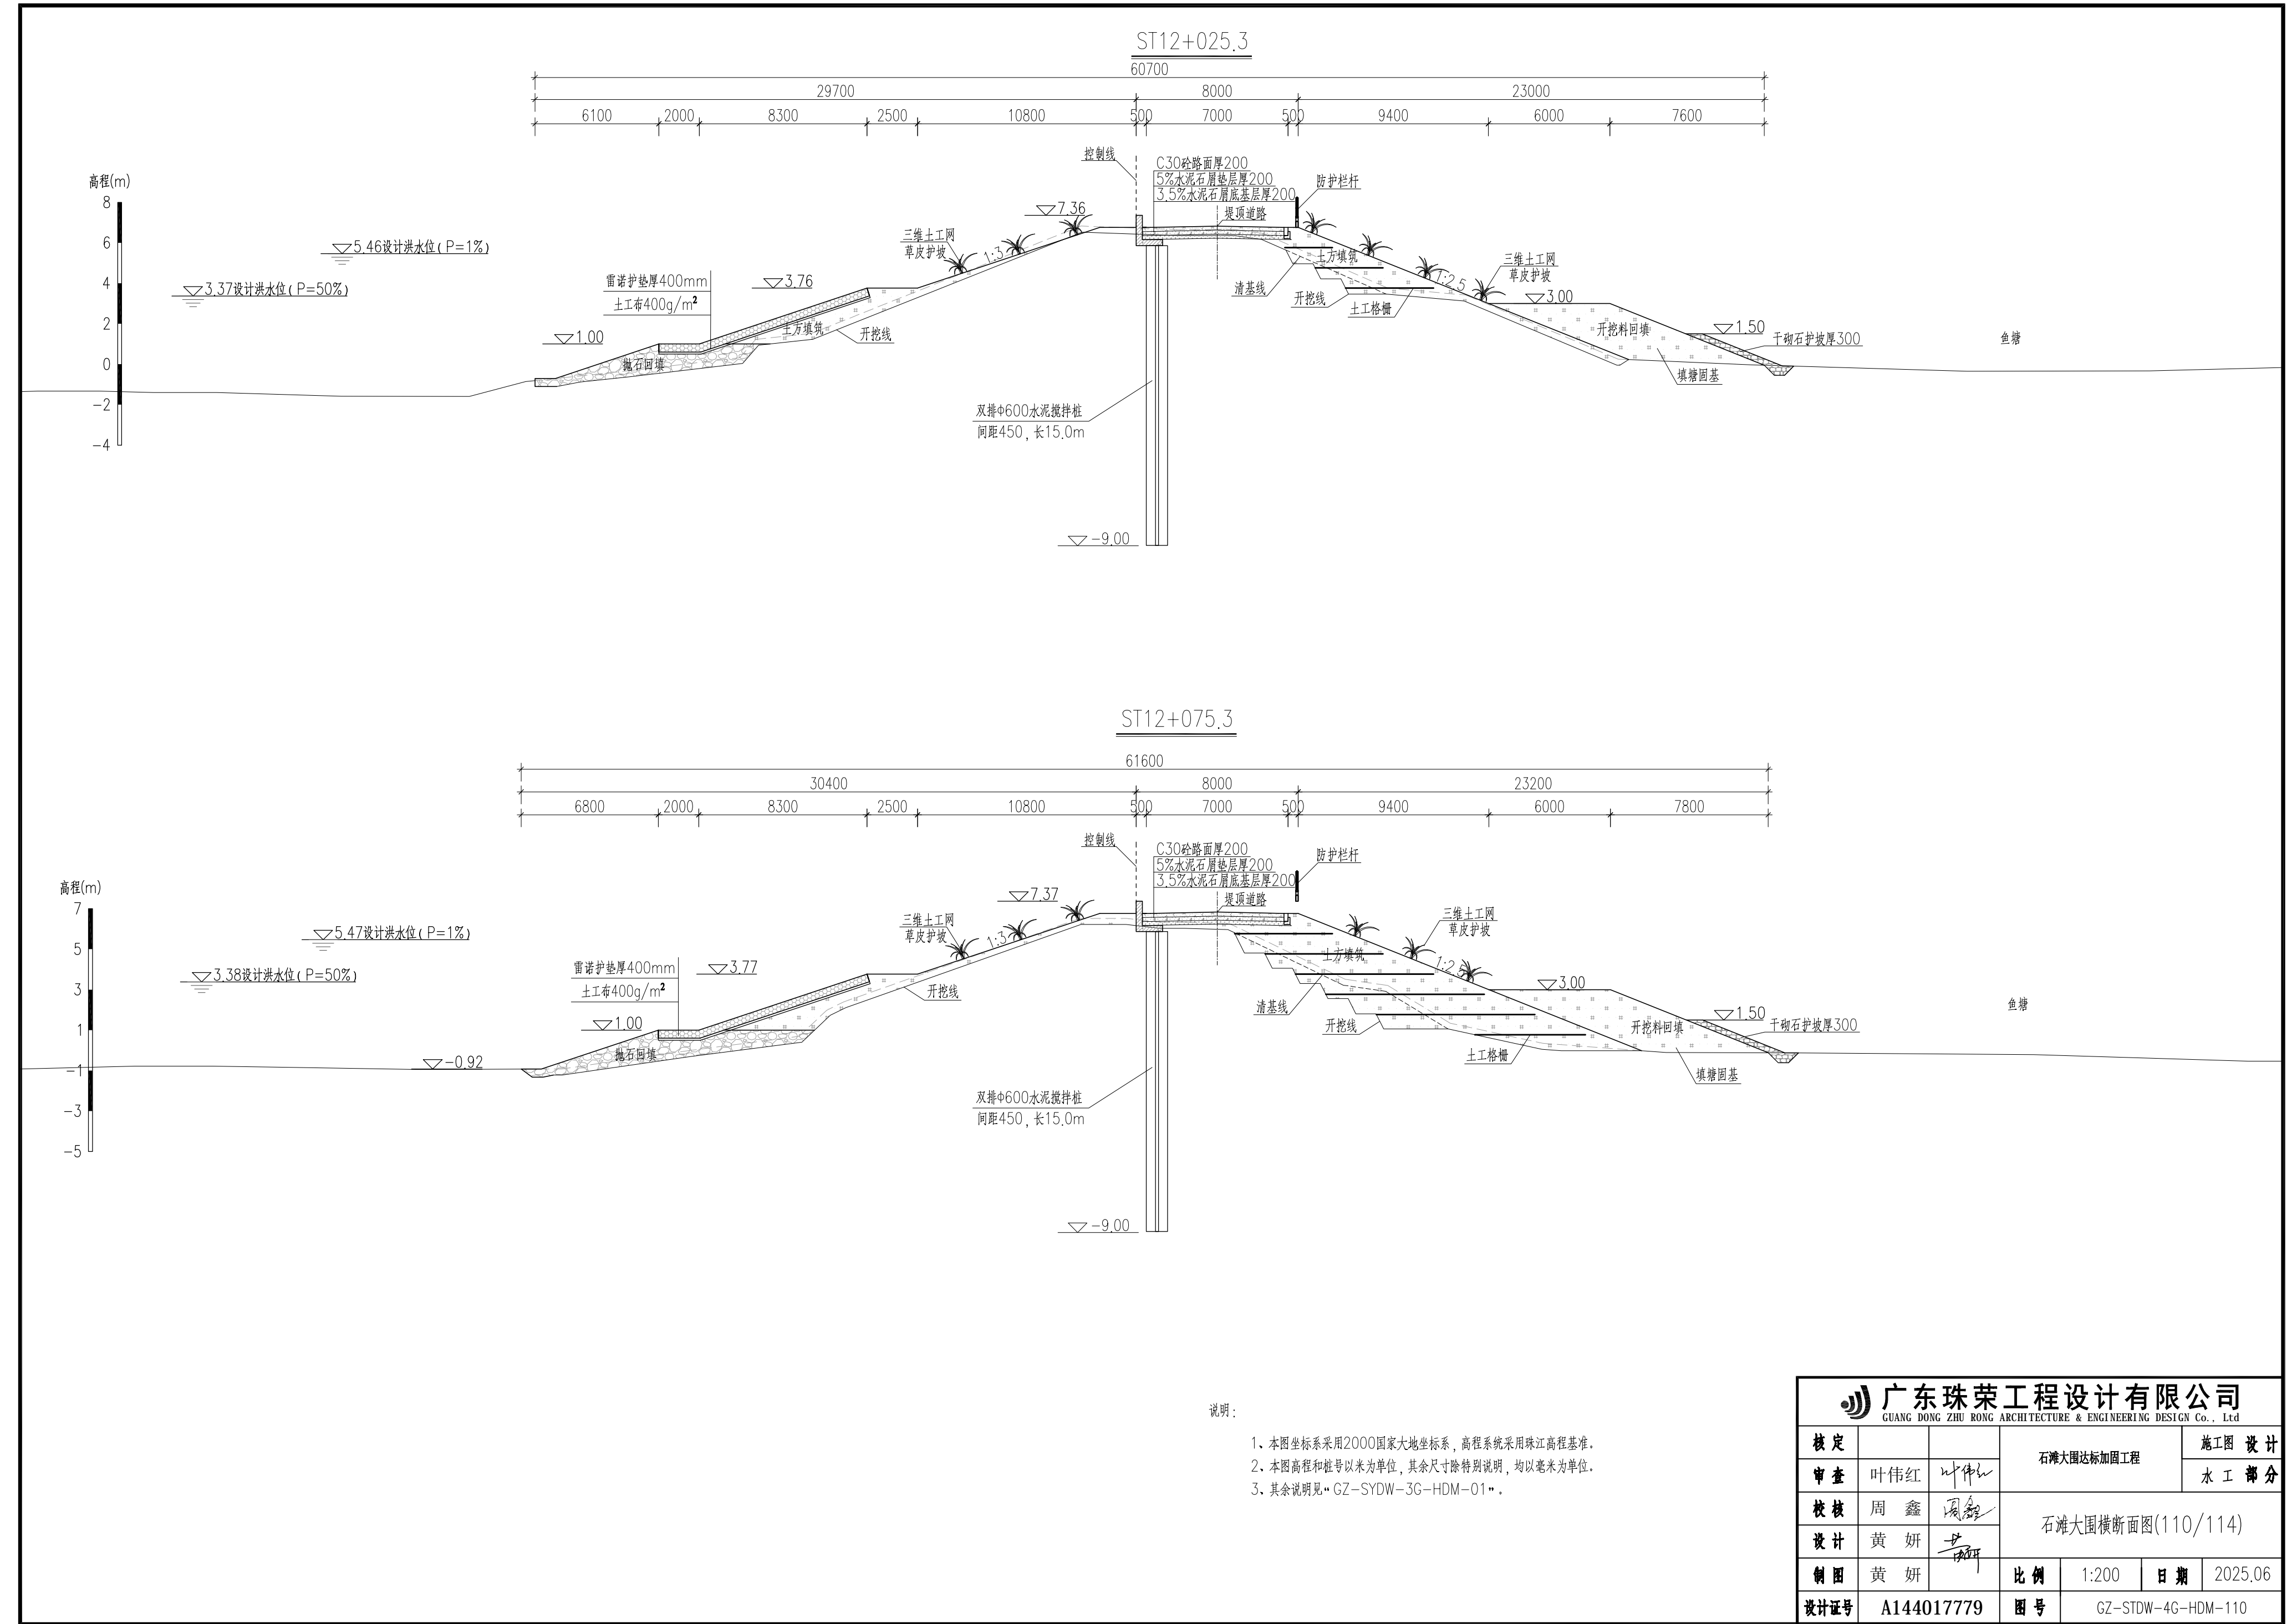 ST12+025.3
60700
29700 8000 23000
6100 2000 8300 2500 10800 500 7000 500 9400 6000 7600
控制线
C30砼路面厚200
5%水泥石屑垫层厚200
3.5%水泥石屑底基层厚200
堤顶道路
防护栏杆
高程(m)
8
6
4
2
0
-2
-4
5.46设计洪水位(P=1%)
3.37设计洪水位(P=50%)
7.36
三维土工网
草皮护坡
1:3
雷诺护垫厚400mm
土工布400g/m²
3.76
1.00
土方填筑
开挖线
抛石回填
土方填筑
清基线
开挖线
土工格栅
1:2.5
三维土工网
草皮护坡
3.00
开挖料回填
1.50
干砌石护坡厚300
填塘固基
鱼塘
双排Φ600水泥搅拌桩
间距450,长15.0m
-9.00
ST12+075.3
61600
30400 8000 23200
6800 2000 8300 2500 10800 500 7000 500 9400 6000 7800
控制线
C30砼路面厚200
5%水泥石屑垫层厚200
3.5%水泥石屑底基层厚200
堤顶道路
防护栏杆
高程(m)
7
5
3
1
-1
-3
-5
5.47设计洪水位(P=1%)
3.38设计洪水位(P=50%)
7.37
三维土工网
草皮护坡
1:3
雷诺护垫厚400mm
土工布400g/m²
3.77
1.00
开挖线
抛石回填
-0.92
土方填筑
清基线
开挖线
土工格栅
1:2.5
三维土工网
草皮护坡
3.00
开挖料回填
1.50
干砌石护坡厚300
填塘固基
鱼塘
双排Φ600水泥搅拌桩
间距450,长15.0m
-9.00
说明:
1、本图坐标系采用2000国家大地坐标系,高程系统采用珠江高程基准。
2、本图高程和桩号以米为单位,其余尺寸除特别说明,均以毫米为单位。
3、其余说明见“GZ-SYDW-3G-HDM-01”。
广东珠荣工程设计有限公司
GUANG DONG ZHU RONG ARCHITECTURE & ENGINEERING DESIGN Co., Ltd
核定 石滩大围达标加固工程 施工图 设计
审查 叶伟红 叶伟红 水工 部分
校核 周鑫 周鑫 石滩大围横断面图(110/114)
设计 黄妍 黄妍
制图 黄妍 比例 1:200 日期 2025.06
设计证号 A144017779 图号 GZ-STDW-4G-HDM-110